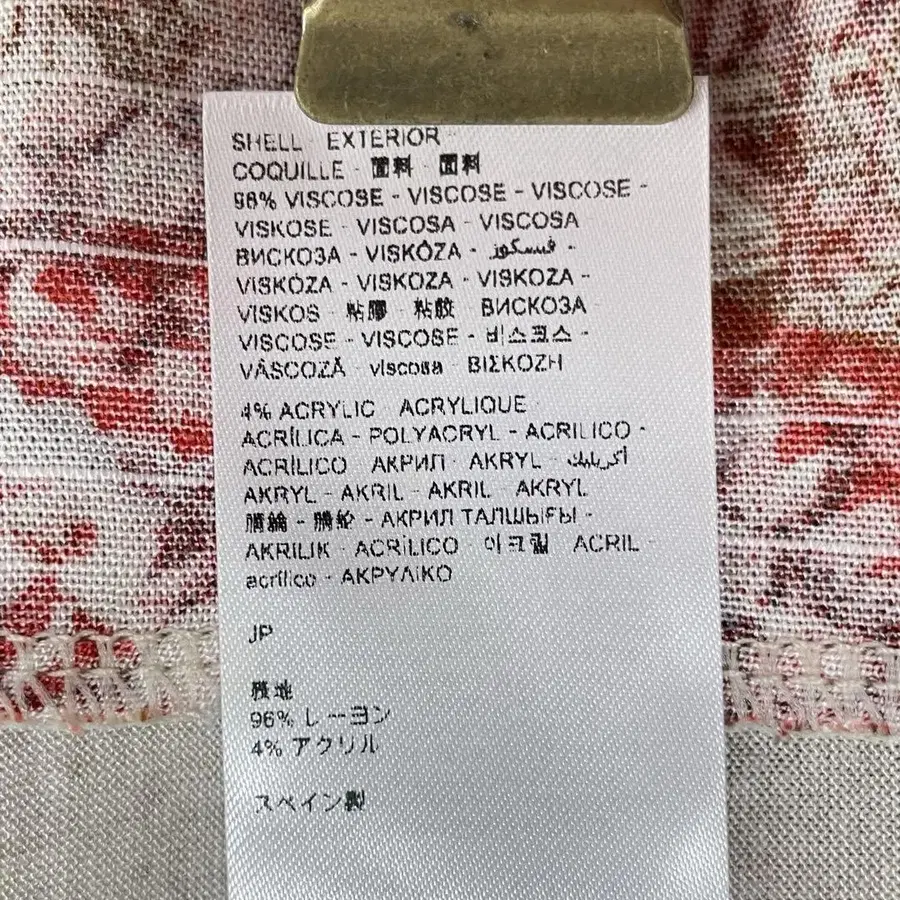 SHELL - EXTERIOR -
COQUILLE - 面料 - 面料
96% VISCOSE - VISCOSE - VISCOSE -
VISKOSE - VISCOSA - VISCOSA
ВИСКОЗА - VISKÓZA - فيسكوز -
VISKÓZA - VISKOZA - VISKOZA -
VISKOS - 粘膠 - 粘胶 - ВИСКОЗА
VISCOSE - VISCOSE - 비스코스 -
VÂSCOZĂ - viscosa - ΒΙΣΚΟΖΗ
4% ACRYLIC - ACRYLIQUE
ACRÍLICA - POLYACRYL - ACRILICO -
ACRÍLICO - АКРИЛ - AKRYL - أكريليك
AKRYL - AKRIL - AKRIL - AKRYL
腈綸 - 腈纶 - АКРИЛ ТАЛШЫҒЫ -
AKRILIK - ACRÍLICO - 아크릴 - ACRIL -
acrílico - ΑΚΡΥΛΙΚΟ
JP
表地
96% レーヨン
4% アクリル
スペイン製